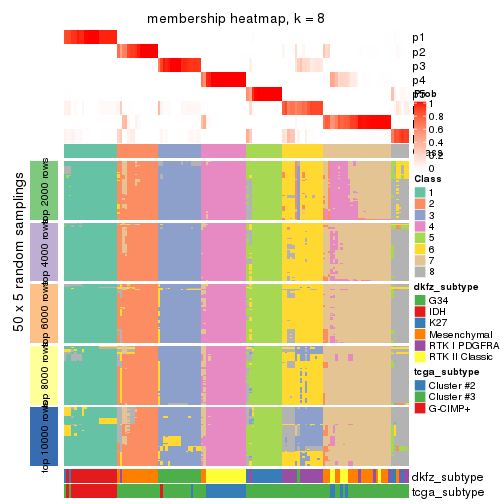 membership heatmap, k = 8
p1
p2
p3
p4
Prob
1
0.8
0.6
0.4
0.2
0
Class
1
2
3
4
5
6
7
8
dkfz_subtype
G34
IDH
K27
Mesenchymal
RTK I PDGFRA
RTK II Classic
tcga_subtype
Cluster #2
Cluster #3
G-CIMP+
50 x 5 random samplings
top 2000 rows
top 4000 rows
top 6000 rows
top 8000 rows
top 10000 rows
dkfz_subtype
tcga_subtype